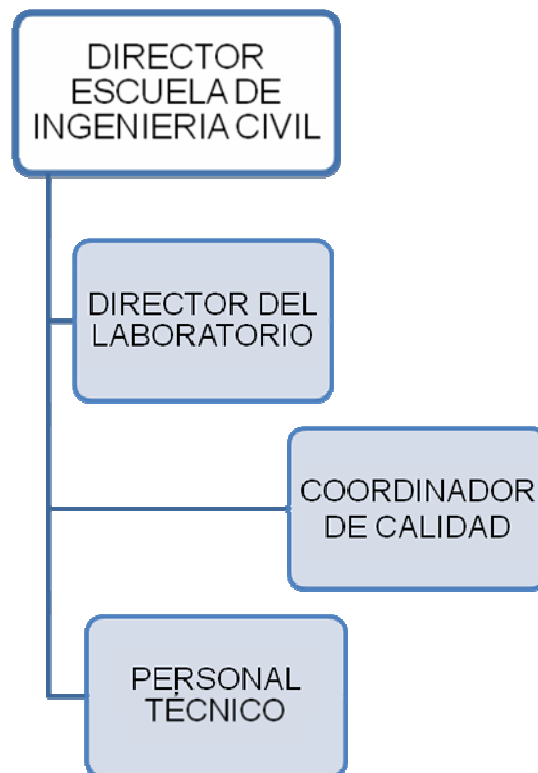 DIRECTOR
ESCUELA DE
INGENIERIA CIVIL
DIRECTOR DEL
LABORATORIO
COORDINADOR
DE CALIDAD
PERSONAL
TÉCNICO